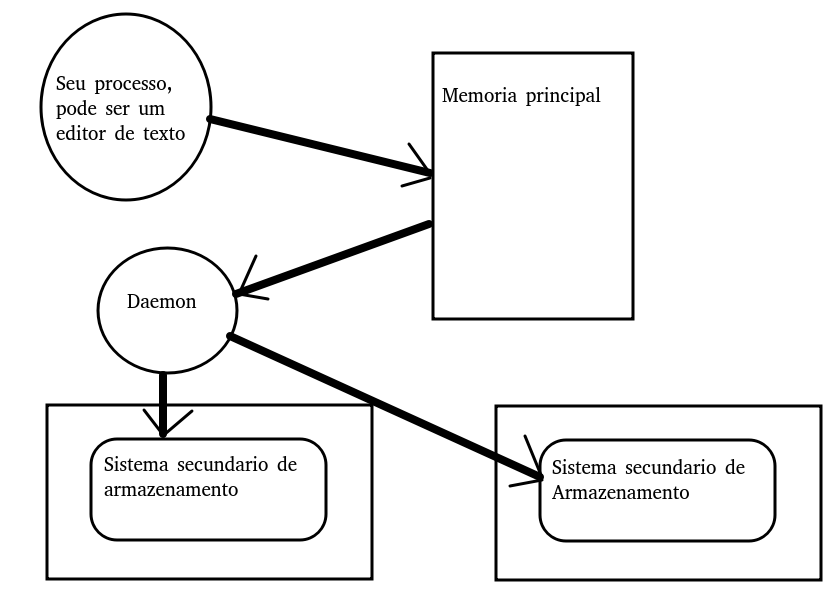 Seu processo,
pode ser um
editor de texto
Memoria principal
Daemon
Sistema secundario de
armazenamento
Sistema secundario de
Armazenamento